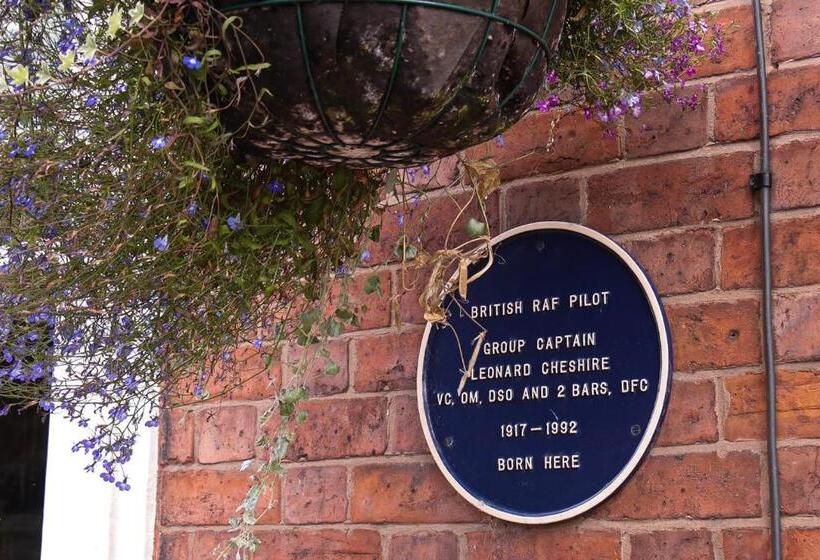 BRITISH RAF PILOT
GROUP CAPTAIN
LEONARD CHESHIRE
VC, OM, DSO AND 2 BARS, DFC
1917-1992
BORN HERE